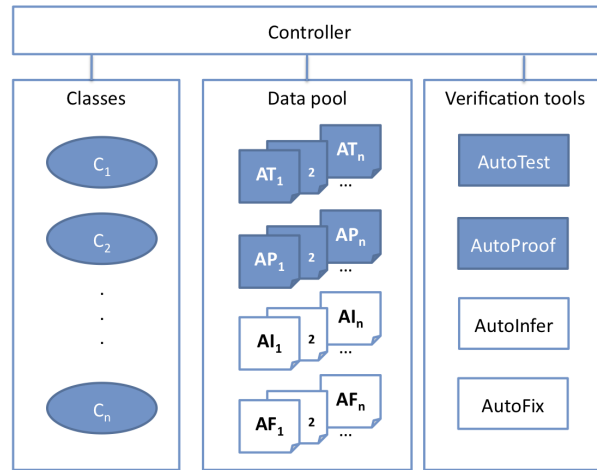 Controller
Classes
C1
C2
.
.
.
Cn
Data pool
AT1 2 ATn
...
AP1 2 APn
...
AI1 2 AIn
...
AF1 2 AFn
...
Verification tools
AutoTest
AutoProof
AutoInfer
AutoFix